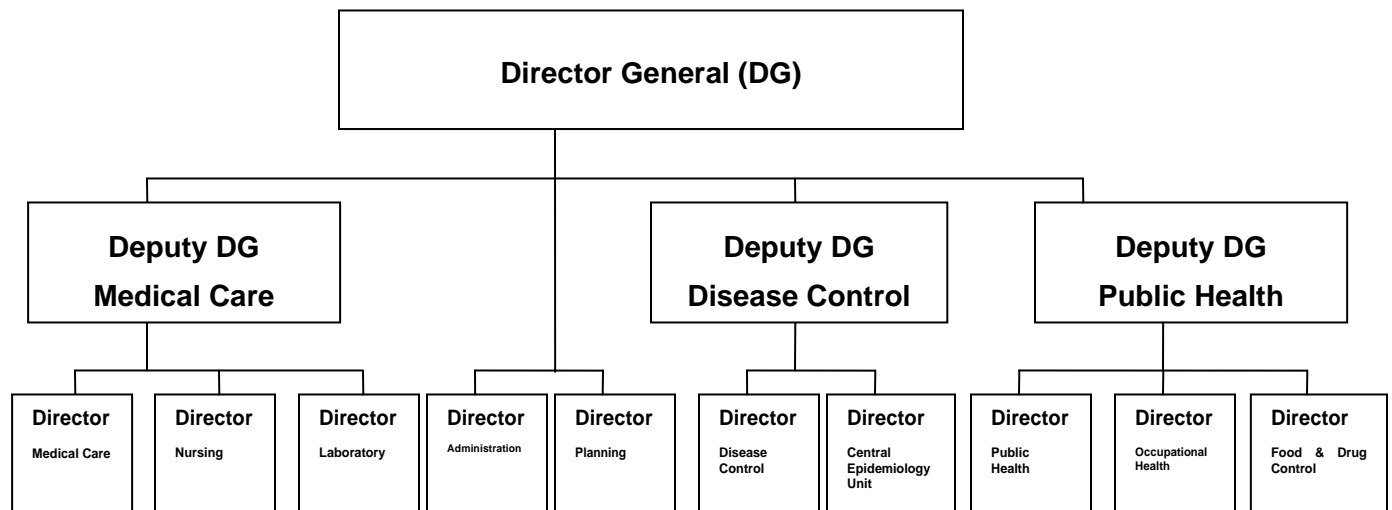 Director General (DG)
Deputy DG
Medical Care
Deputy DG
Disease Control
Deputy DG
Public Health
Director
Medical Care
Director
Nursing
Director
Laboratory
Director
Administration
Director
Planning
Director
Disease
Control
Director
Central
Epidemiology
Unit
Director
Public
Health
Director
Occupational
Health
Director
Food & Drug
Control